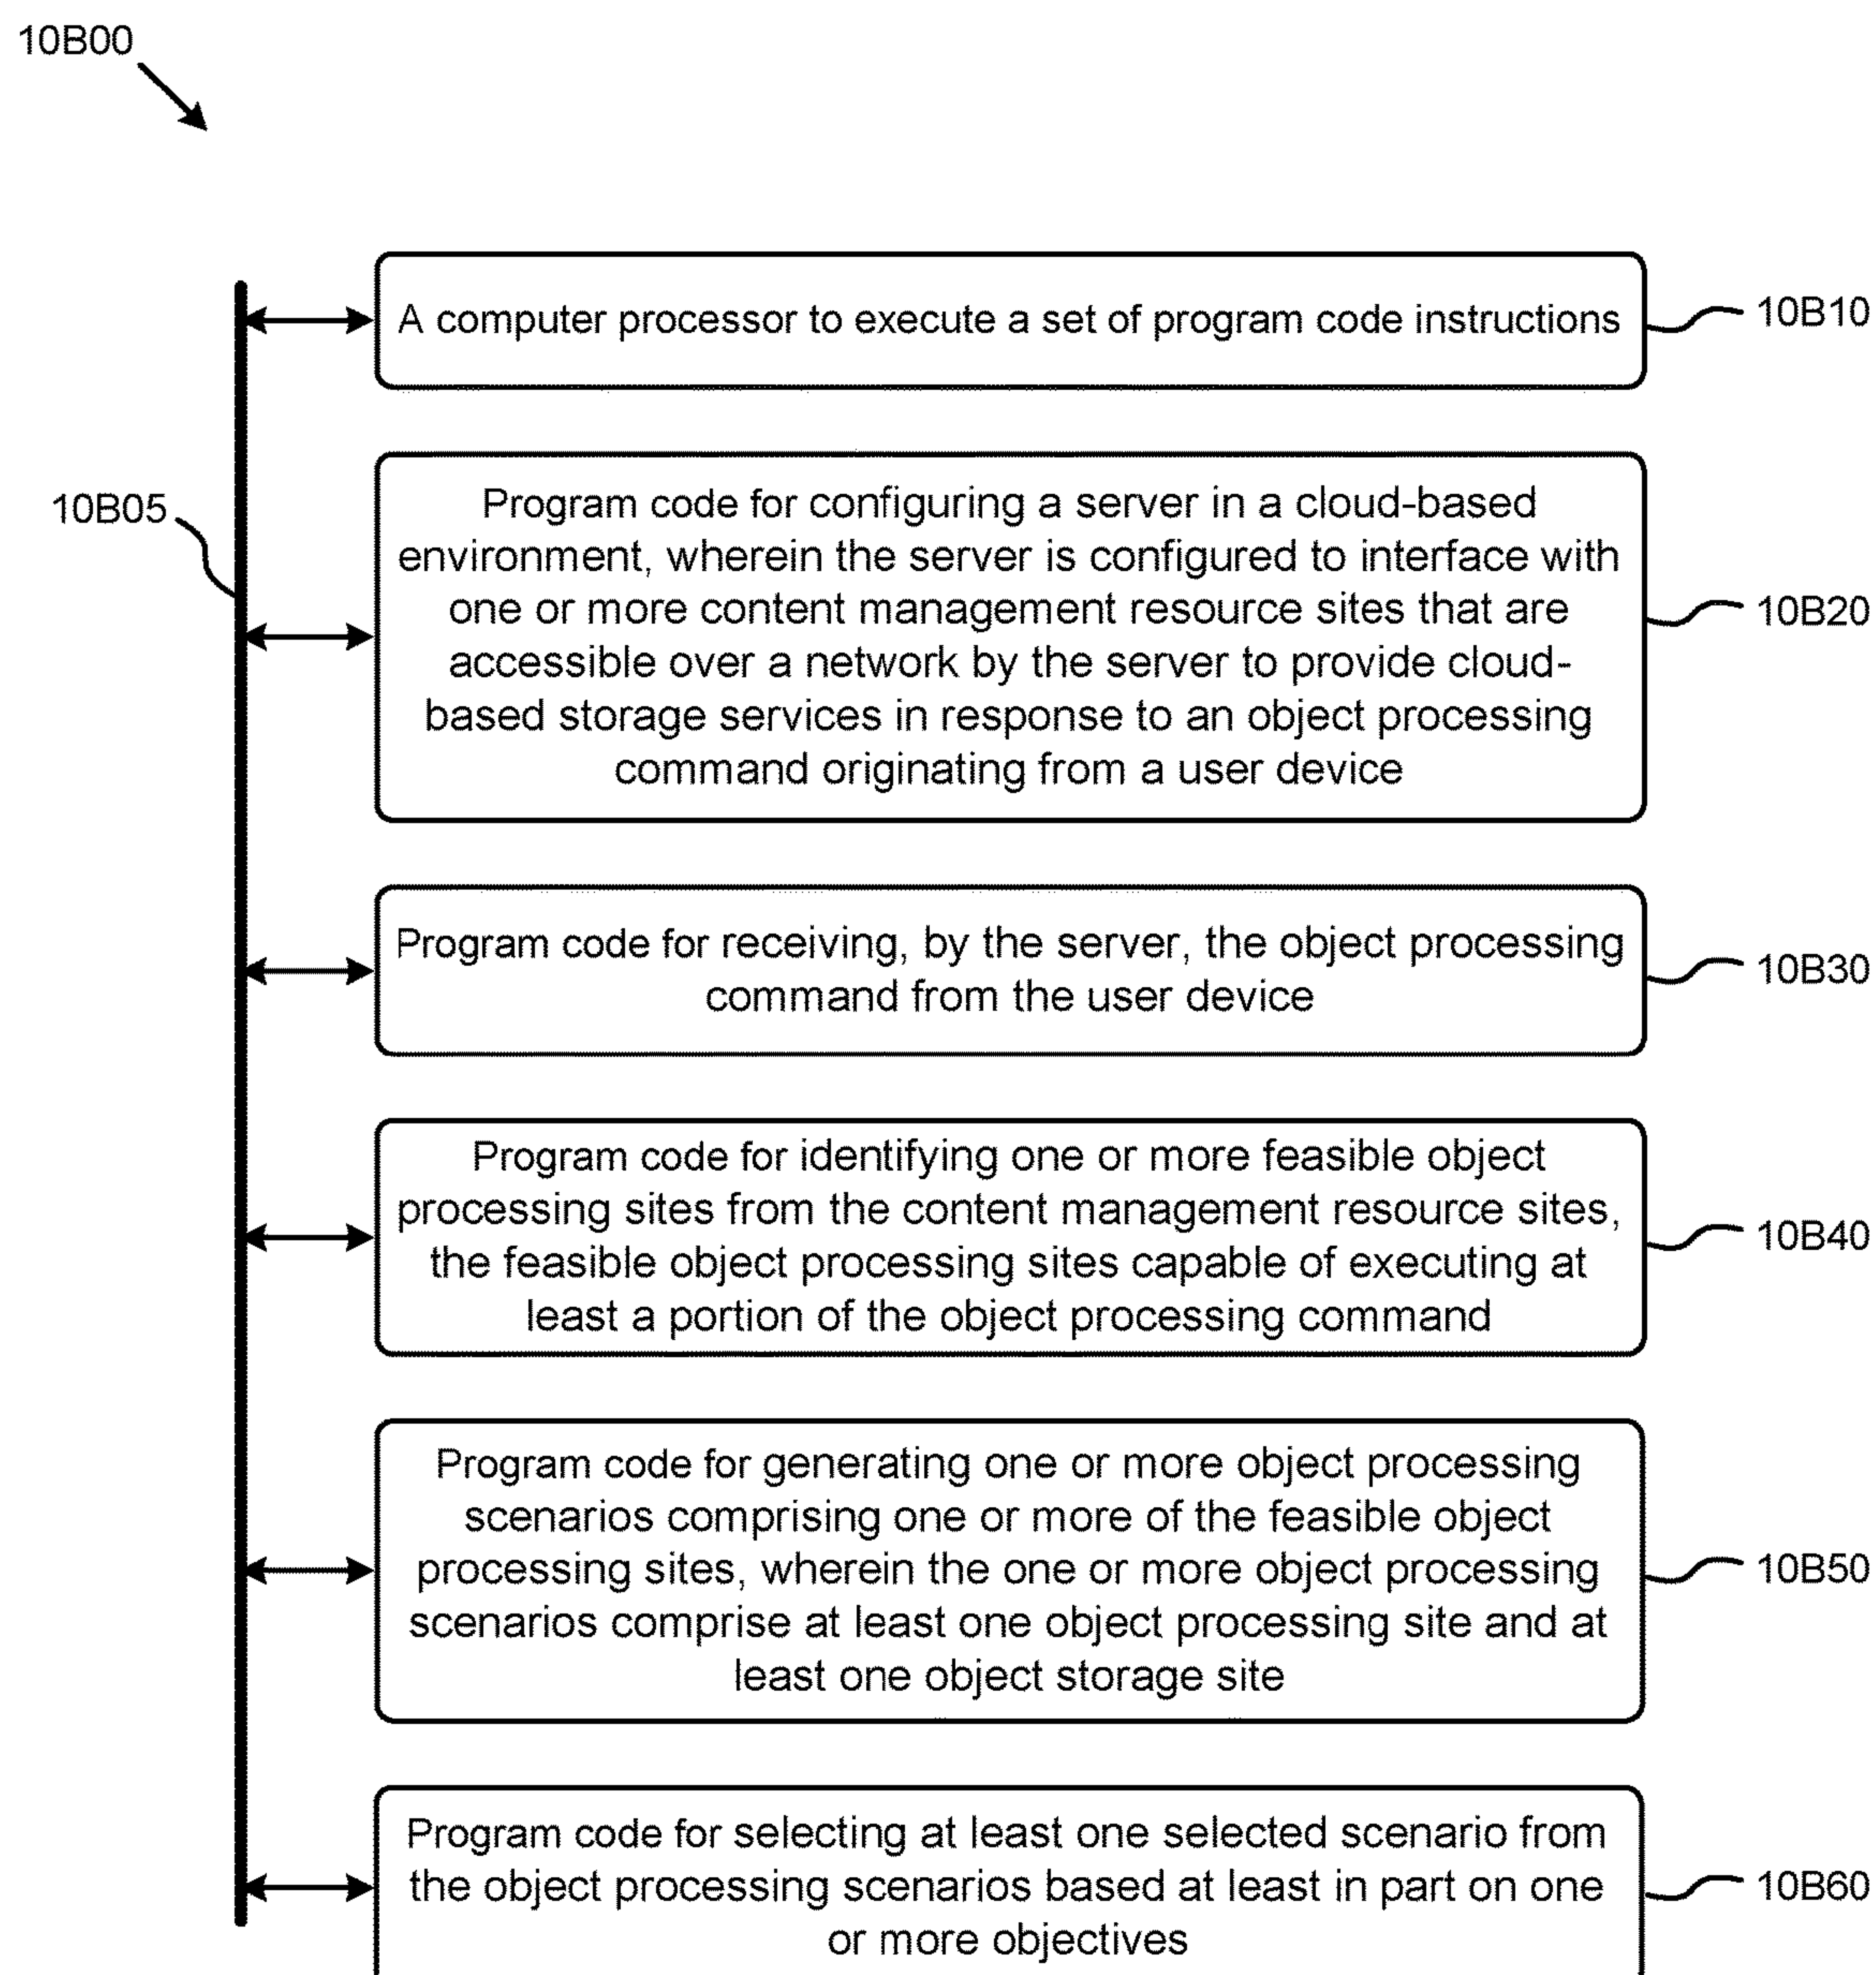 10B00
A computer processor to execute a set of program code instructions
10B10
10B05
Program code for configuring a server in a cloud-based
environment, wherein the server is configured to interface with
one or more content management resource sites that are
accessible over a network by the server to provide cloud-
based storage services in response to an object processing
command originating from a user device
10B20
Program code for receiving, by the server, the object processing
command from the user device
10B30
Program code for identifying one or more feasible object
processing sites from the content management resource sites,
the feasible object processing sites capable of executing at
least a portion of the object processing command
10B40
Program code for generating one or more object processing
scenarios comprising one or more of the feasible object
processing sites, wherein the one or more object processing
scenarios comprise at least one object processing site and at
least one object storage site
10B50
Program code for selecting at least one selected scenario from
the object processing scenarios based at least in part on one
or more objectives
10B60